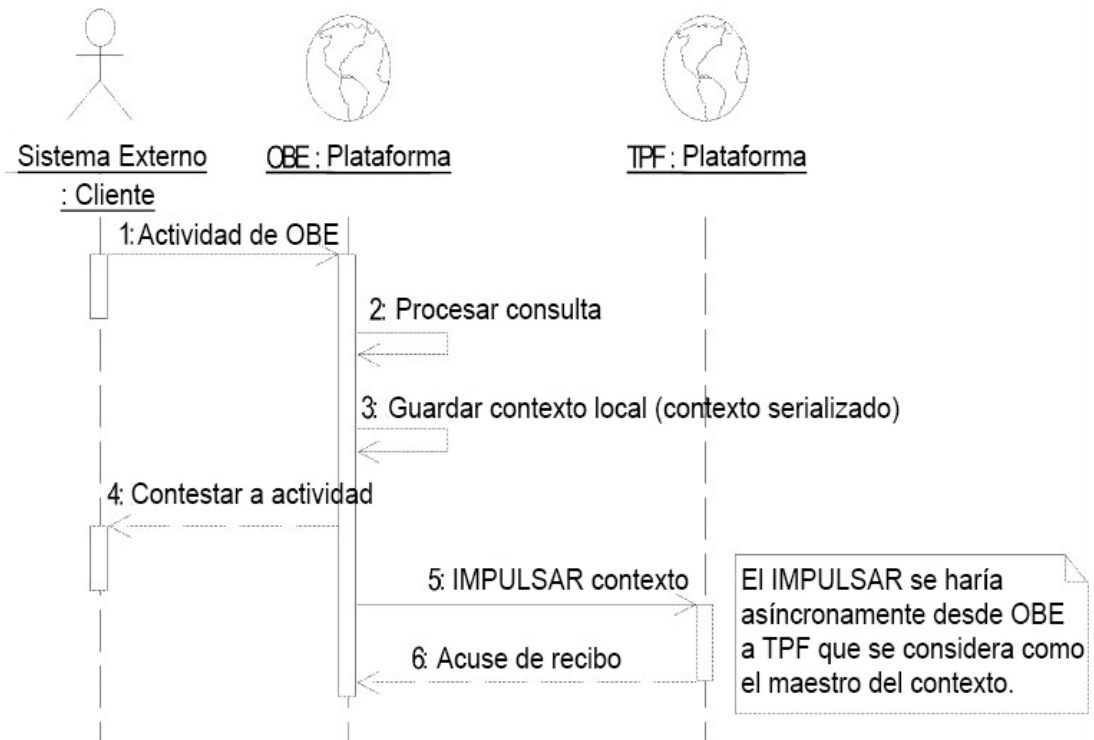 Sistema Externo
: Cliente
OBE : Plataforma
TPF : Plataforma
1: Actividad de OBE
2: Procesar consulta
3: Guardar contexto local (contexto serializado)
4: Contestar a actividad
5: IMPULSAR contexto
6: Acuse de recibo
El IMPULSAR se haría
asíncronamente desde OBE
a TPF que se considera como
el maestro del contexto.